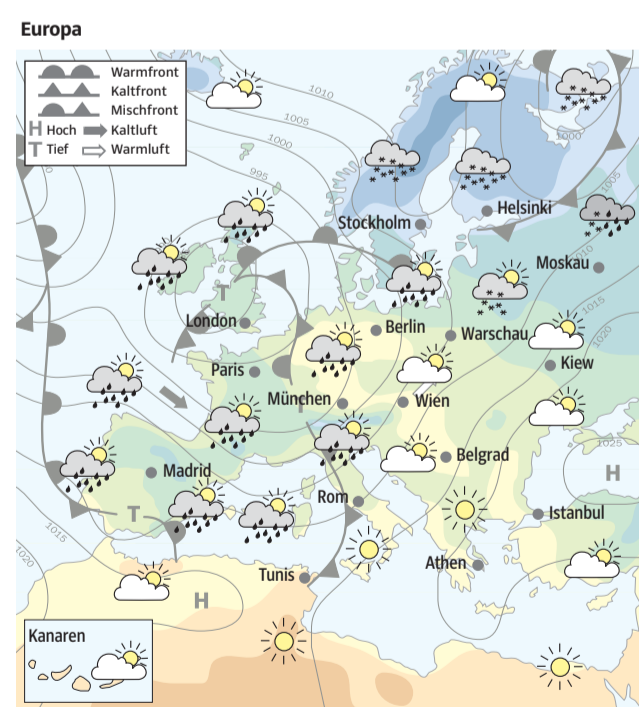 Europa
Warmfront
Kaltfront
Mischfront
H Hoch Kaltluft
T Tief Warmluft
1010
1005
1000
995
1000
1005
Stockholm
Helsinki
Moskau
1010
T
London
Berlin
Warschau
1015
1020
Paris
Kiew
München
T
Wien
1025
H
Belgrad
Madrid
Rom
T
Istanbul
1015
1020
Athen
Tunis
H
Kanaren